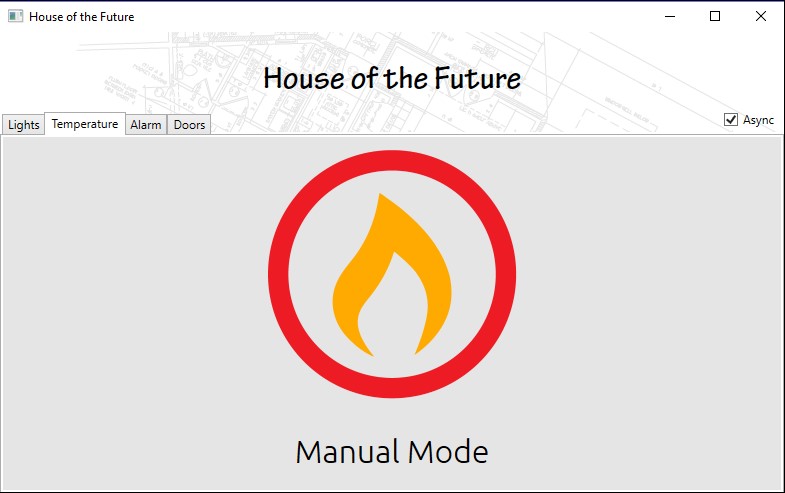 House of the Future
House of the Future
Lights Temperature Alarm Doors
Async
Manual Mode